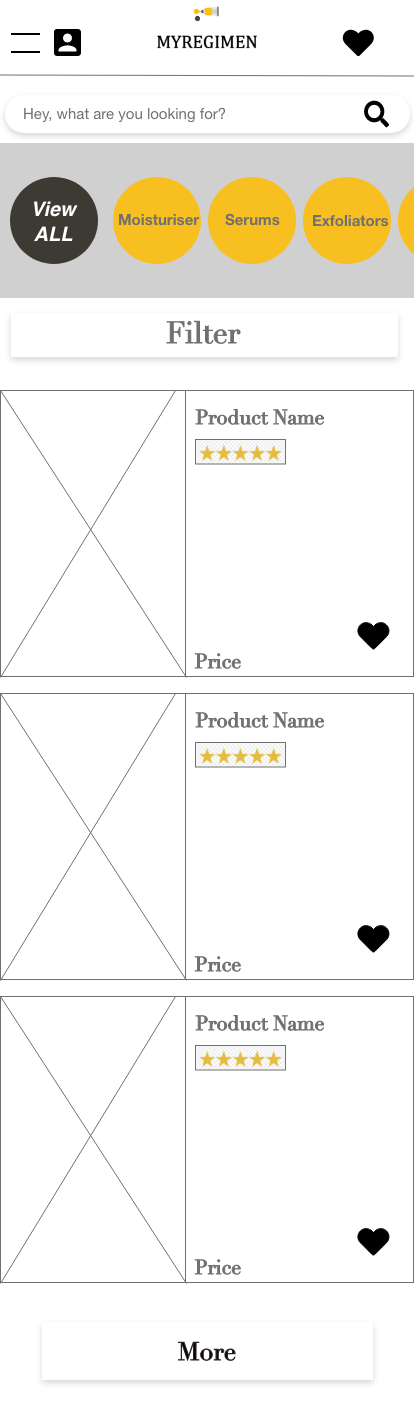 MYREGIMEN
Hey, what are you looking for?
View
ALL
Moisturiser
Serums
Exfoliators
Filter
Product Name
Price
Product Name
Price
Product Name
Price
More